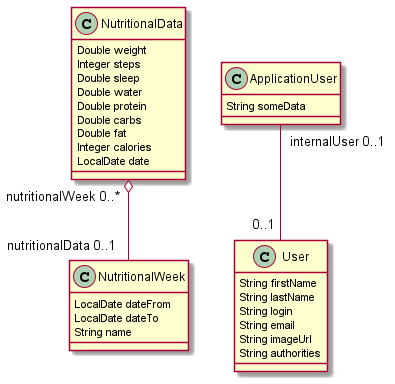 C NutritionalData
Double weight
Integer steps
Double sleep
Double water
Double protein
Double carbs
Double fat
Integer calories
LocalDate date
C ApplicationUser
String someData
nutritionalWeek 0..*
nutritionalData 0..1
internalUser 0..1
0..1
C NutritionalWeek
LocalDate dateFrom
LocalDate dateTo
String name
C User
String firstName
String lastName
String login
String email
String imageUrl
String authorities